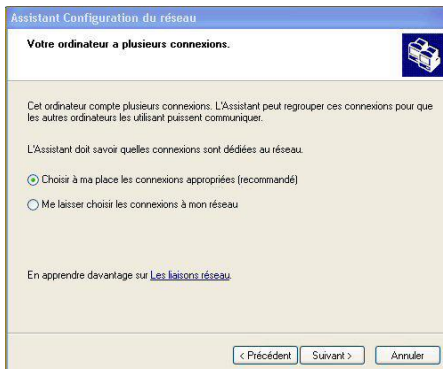 Assistant Configuration du réseau
Votre ordinateur a plusieurs connexions.
Cet ordinateur compte plusieurs connexions. L'Assistant peut regrouper ces connexions pour que
les autres ordinateurs les utilisant puissent communiquer.
L'Assistant doit savoir quelles connexions sont dédiées au réseau.
Choisir à ma place les connexions appropriées (recommandé)
Me laisser choisir les connexions à mon réseau
En apprendre davantage sur Les liaisons réseau.
< Précédent Suivant > Annuler